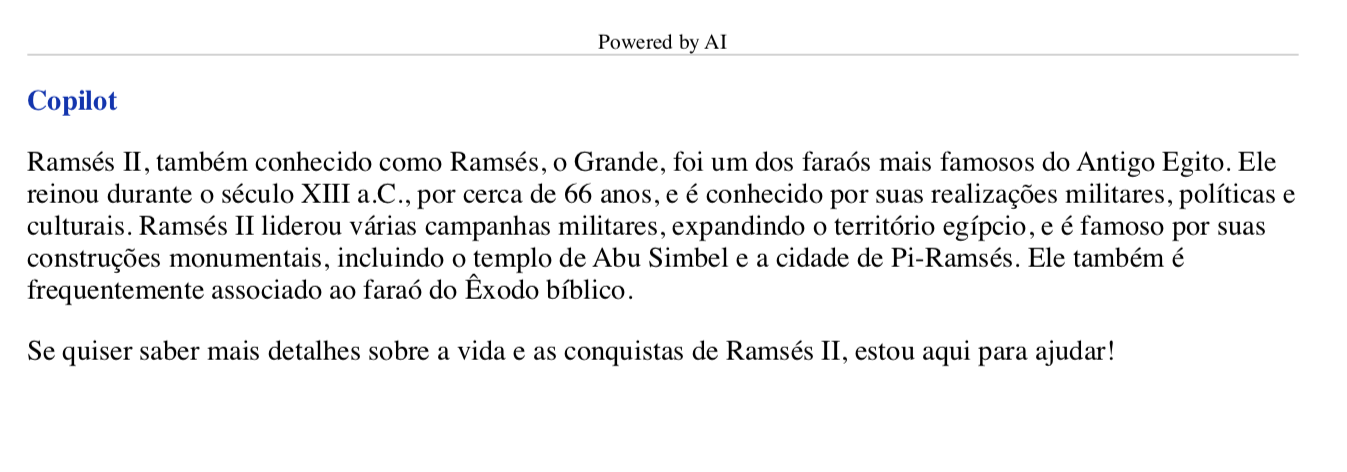 Powered by AI
Copilot
Ramsés II, também conhecido como Ramsés, o Grande, foi um dos faraós mais famosos do Antigo Egito. Ele
reinou durante o século XIII a.C., por cerca de 66 anos, e é conhecido por suas realizações militares, políticas e
culturais. Ramsés II liderou várias campanhas militares, expandindo o território egípcio, e é famoso por suas
construções monumentais, incluindo o templo de Abu Simbel e a cidade de Pi-Ramsés. Ele também é
frequentemente associado ao faraó do Êxodo bíblico.
Se quiser saber mais detalhes sobre a vida e as conquistas de Ramsés II, estou aqui para ajudar!